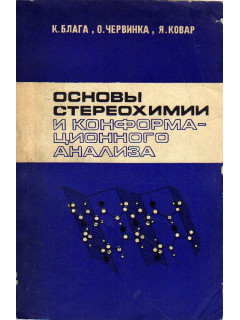 К. БЛАГА, О. ЧЕРВИНКА, Я. КОВАР
ОСНОВЫ
СТЕРЕОХИМИИ
И КОНФОРМА-
ЦИОННОГО
АНАЛИЗА